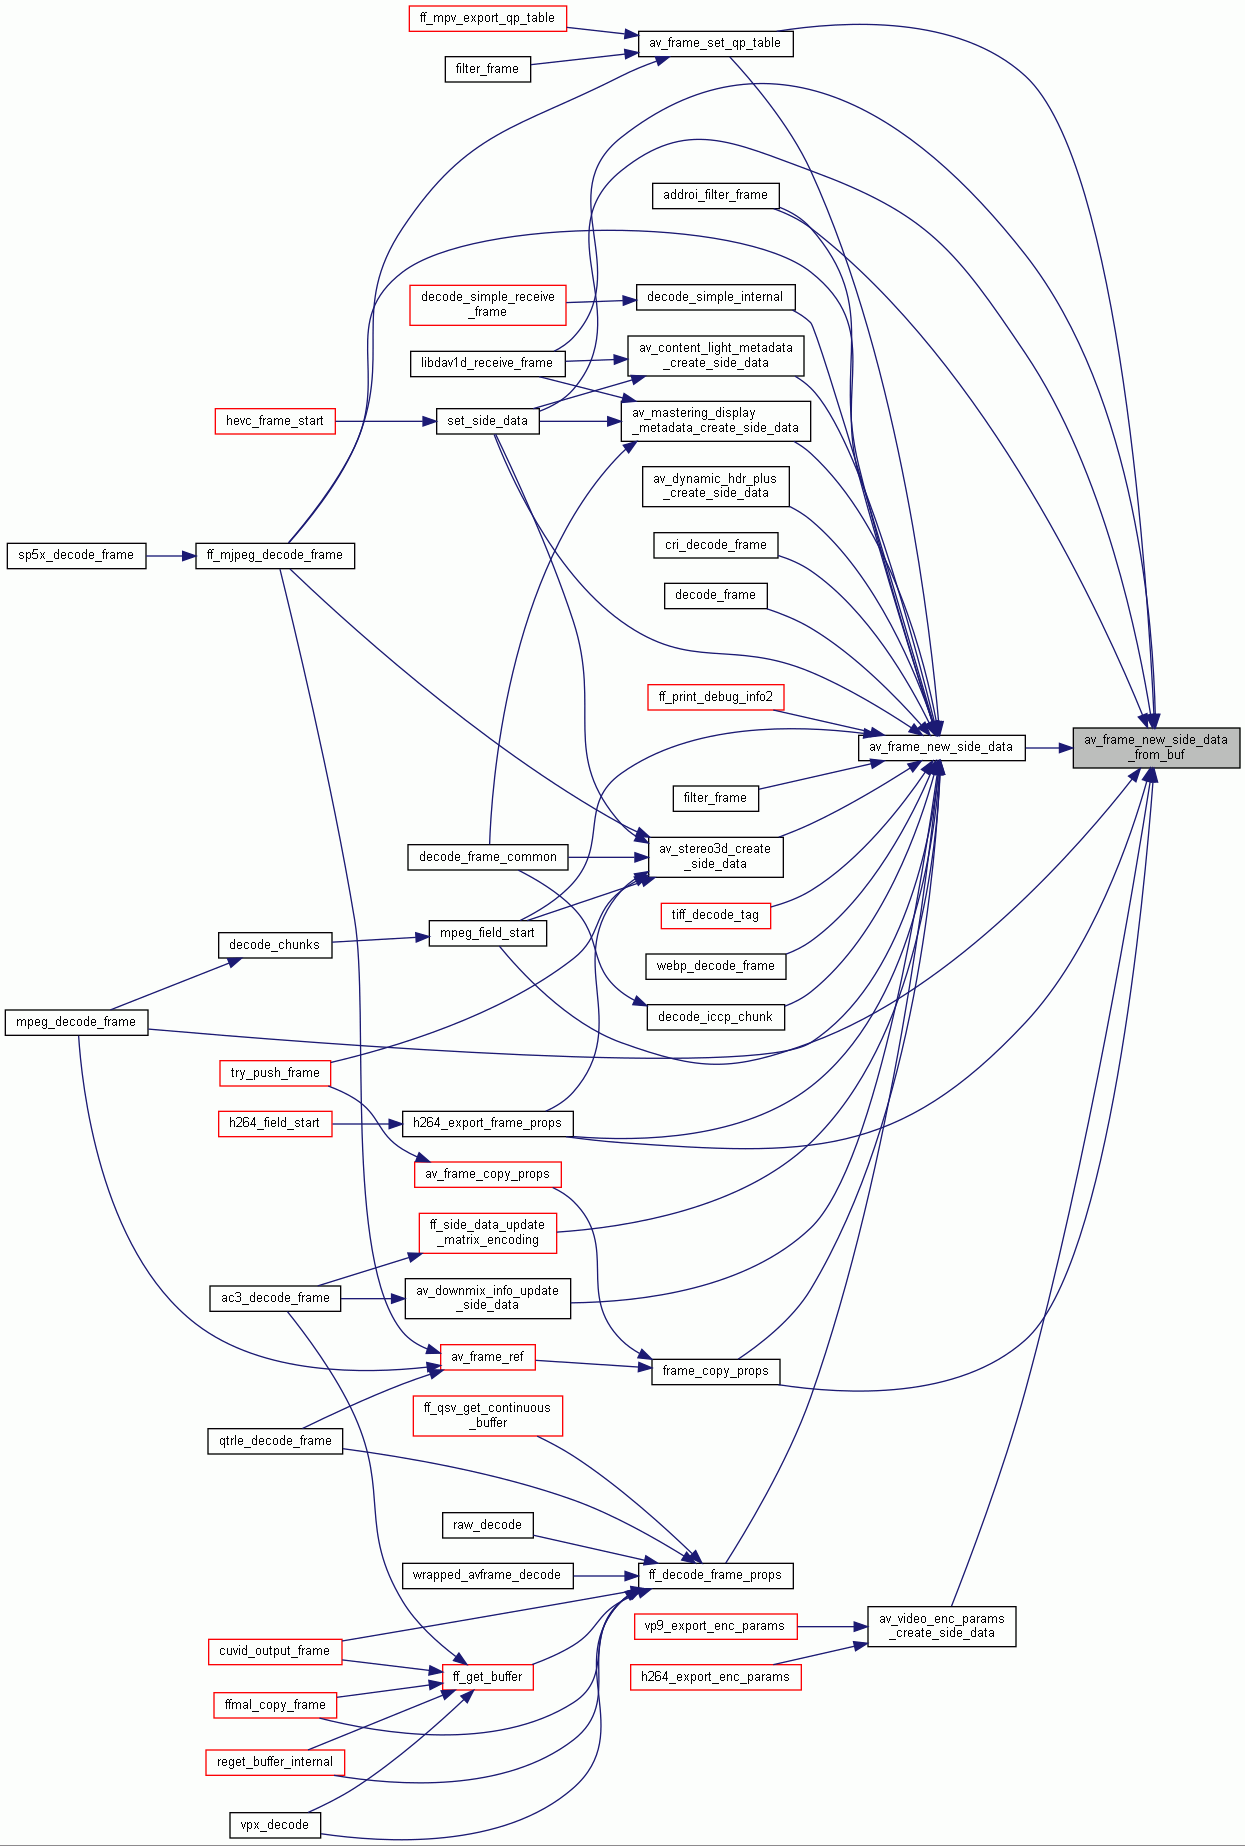 ff_mpv_export_qp_table
av_frame_set_qp_table
filter_frame
addroi_filter_frame
decode_simple_receive
_frame
decode_simple_internal
av_content_light_metadata
_create_side_data
libdav1d_receive_frame
hevc_frame_start
set_side_data
av_mastering_display
_metadata_create_side_data
av_dynamic_hdr_plus
_create_side_data
cri_decode_frame
sp5x_decode_frame
ff_mjpeg_decode_frame
decode_frame
ff_print_debug_info2
av_frame_new_side_data
av_frame_new_side_data
_from_buf
filter_frame
decode_frame_common
av_stereo3d_create
_side_data
tiff_decode_tag
decode_chunks
mpeg_field_start
webp_decode_frame
mpeg_decode_frame
decode_iccp_chunk
try_push_frame
h264_field_start
h264_export_frame_props
av_frame_copy_props
ff_side_data_update
_matrix_encoding
ac3_decode_frame
av_downmix_info_update
_side_data
av_frame_ref
frame_copy_props
ff_qsv_get_continuous
_buffer
qtrle_decode_frame
raw_decode
wrapped_avframe_decode
ff_decode_frame_props
av_video_enc_params
_create_side_data
vp9_export_enc_params
cuvid_output_frame
ff_get_buffer
h264_export_enc_params
ffmal_copy_frame
reget_buffer_internal
vpx_decode